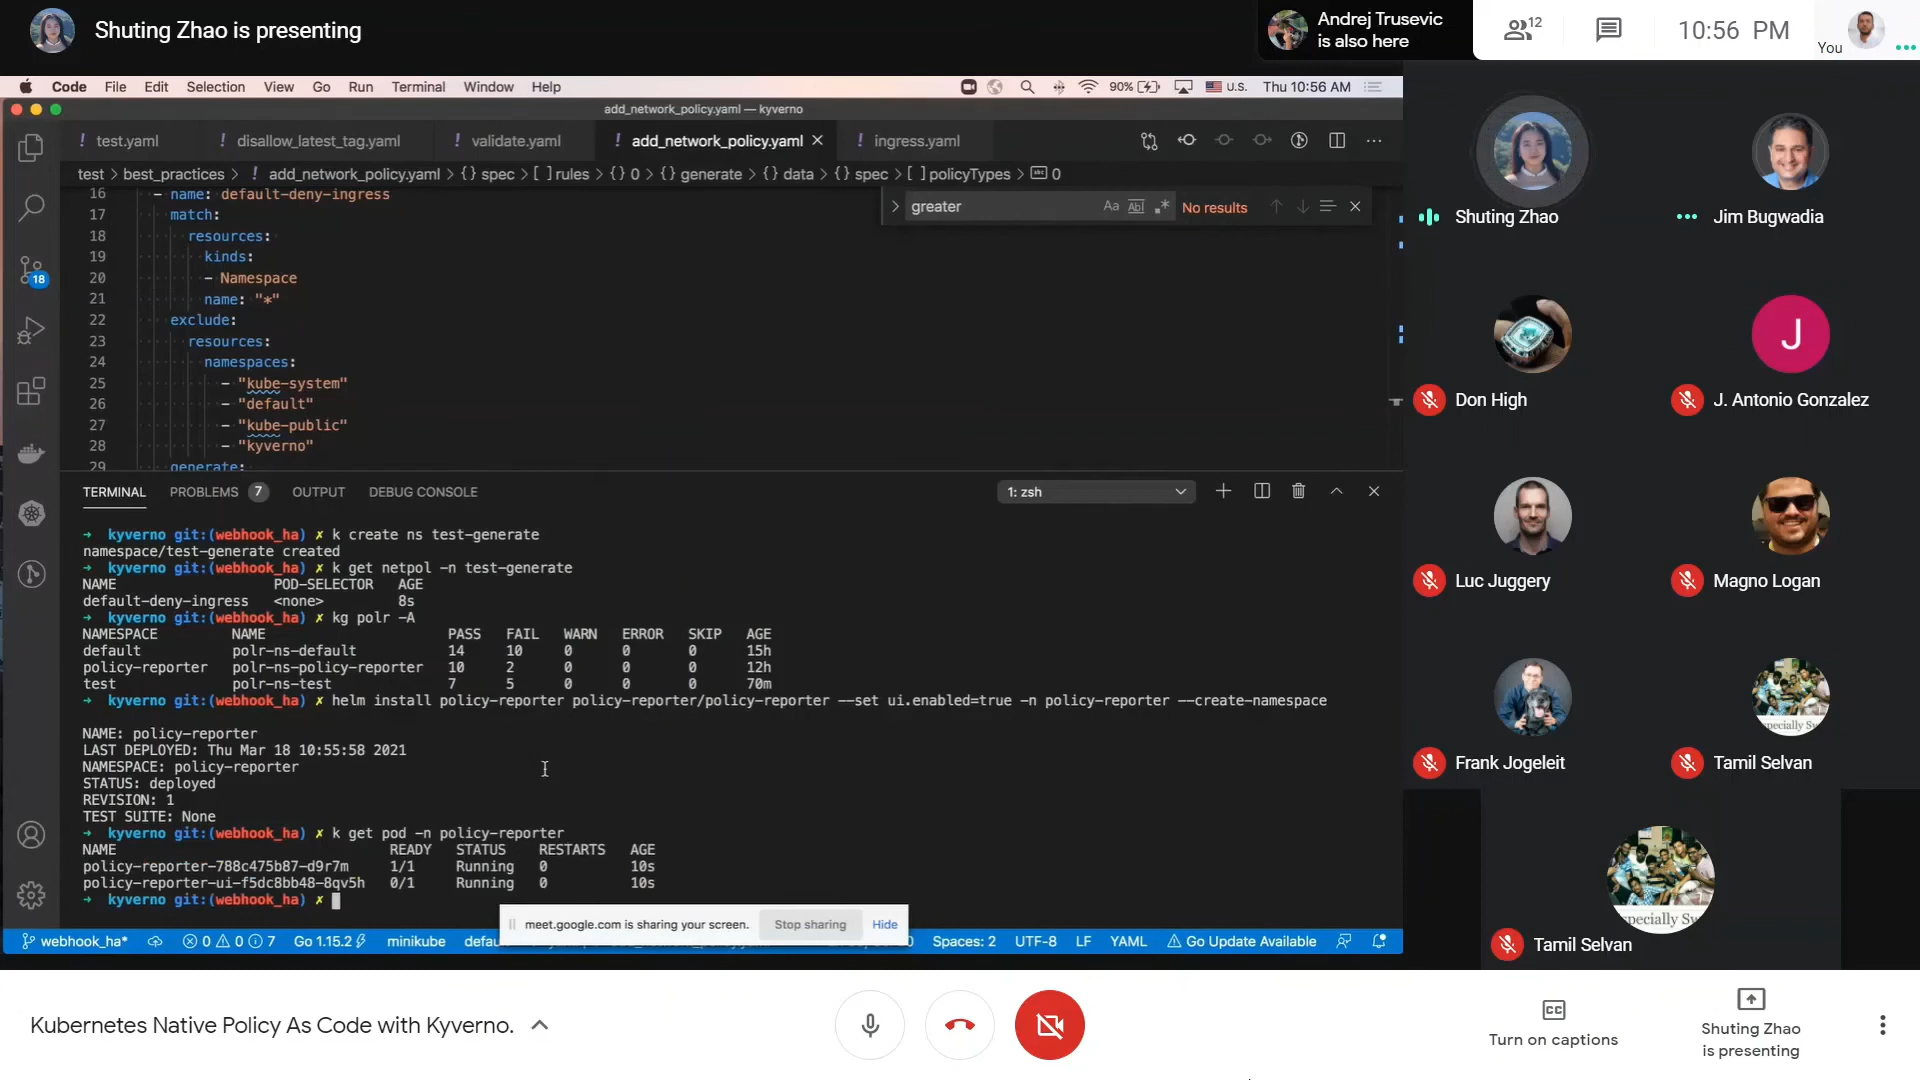 Shuting Zhao is presenting
Andrej Trusevic
is also here
12
10:56 PM
You
Code File Edit Selection View Go Run Terminal Window Help
90% U.S. Thu 10:56 AM
add_network_policy.yaml — kyverno
! test.yaml ! disallow_latest_tag.yaml ! validate.yaml ! add_network_policy.yaml ! ingress.yaml
test > best_practices > ! add_network_policy.yaml > {} spec > [ ] rules > {} 0 > {} generate > {} data > {} spec > [ ] policyTypes > abc 0
greater Aa Abl .* No results
16 - name: default-deny-ingress
17 match:
18 resources:
19 kinds:
20 - Namespace
21 name: "*"
22 exclude:
23 resources:
24 namespaces:
25 - "kube-system"
26 - "default"
27 - "kube-public"
28 - "kyverno"
29 generate:
18
TERMINAL PROBLEMS 7 OUTPUT DEBUG CONSOLE 1: zsh
→ kyverno git:(webhook_ha) ✗ k create ns test-generate
namespace/test-generate created
→ kyverno git:(webhook_ha) ✗ k get netpol -n test-generate
NAME POD-SELECTOR AGE
default-deny-ingress <none> 8s
→ kyverno git:(webhook_ha) ✗ kg polr -A
NAMESPACE NAME PASS FAIL WARN ERROR SKIP AGE
default polr-ns-default 14 10 0 0 0 15h
policy-reporter polr-ns-policy-reporter 10 2 0 0 0 12h
test polr-ns-test 7 5 0 0 0 70m
→ kyverno git:(webhook_ha) ✗ helm install policy-reporter policy-reporter/policy-reporter --set ui.enabled=true -n policy-reporter --create-namespace
NAME: policy-reporter
LAST DEPLOYED: Thu Mar 18 10:55:58 2021
NAMESPACE: policy-reporter
STATUS: deployed
REVISION: 1
TEST SUITE: None
→ kyverno git:(webhook_ha) ✗ k get pod -n policy-reporter
NAME READY STATUS RESTARTS AGE
policy-reporter-788c475b87-d9r7m 1/1 Running 0 10s
policy-reporter-ui-f5dc8bb48-8qv5h 0/1 Running 0 10s
→ kyverno git:(webhook_ha) ✗
meet.google.com is sharing your screen. Stop sharing Hide
webhook_ha* 0 0 7 Go 1.15.2 minikube Spaces: 2 UTF-8 LF YAML Go Update Available
Shuting Zhao
Jim Bugwadia
Don High
J
J. Antonio Gonzalez
Luc Juggery
Magno Logan
Frank Jogeleit
Tamil Selvan
Tamil Selvan
Kubernetes Native Policy As Code with Kyverno.
CC
Turn on captions
Shuting Zhao
is presenting